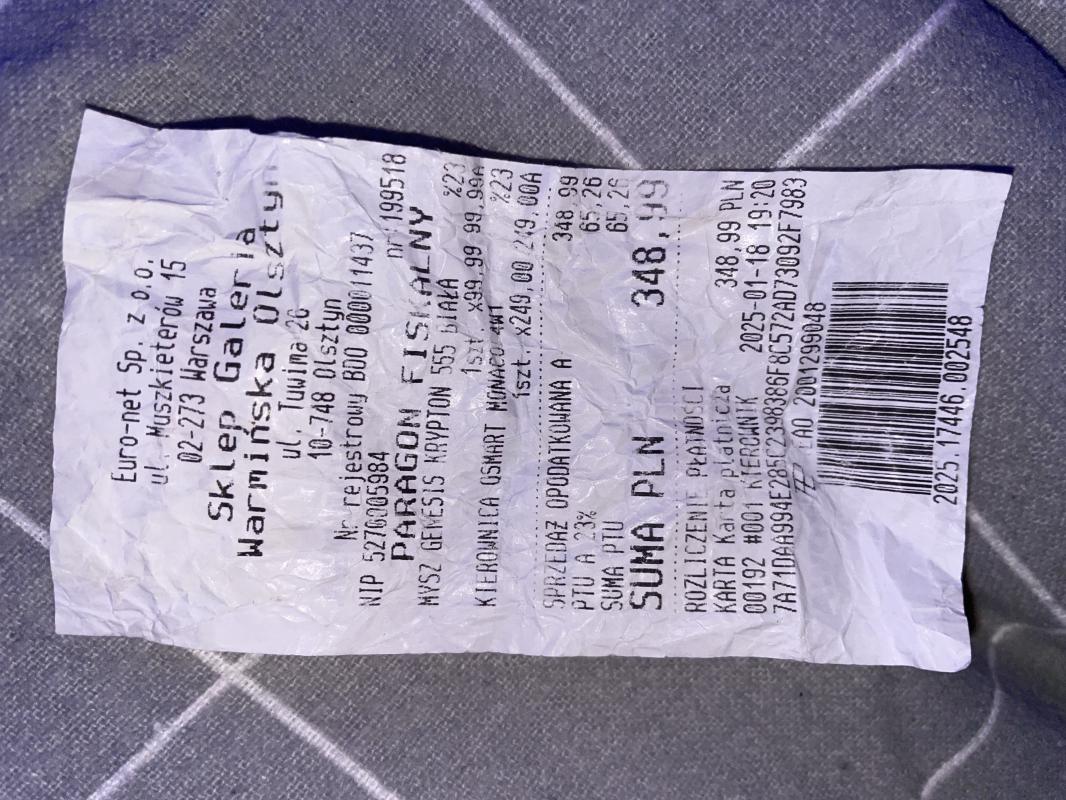 Euro-net Sp. z o.o.
ul. Muszkieterów 15
02-273 Warszawa
Sklep Galeria
Warmińska Olsztyn
ul. Tuwima 26
10-748 Olsztyn
Nr rejestrowy BDO 000011437
NIP 5270005984 nr 199518
PARAGON FISKALNY
MYSZ GENESIS KRYPTON 555 BIAŁA %23
1szt. x99,99 99,99A
KIEROWNICA OSMART MONACO 4w1 %23
1szt. x249,00 249,00A
SPRZEDAŻ OPODATKOWANA A 348,99
PTU A 23% 65,26
SUMA PTU 65,26
SUMA PLN 348,99
ROZLICZENIE PŁATNOŚCI
KARTA Karta płatnicza 348,99 PLN
00192 #001 KIEROWNIK 2025-01-18 19:20
EAO 2001299048
2025.17446.002548